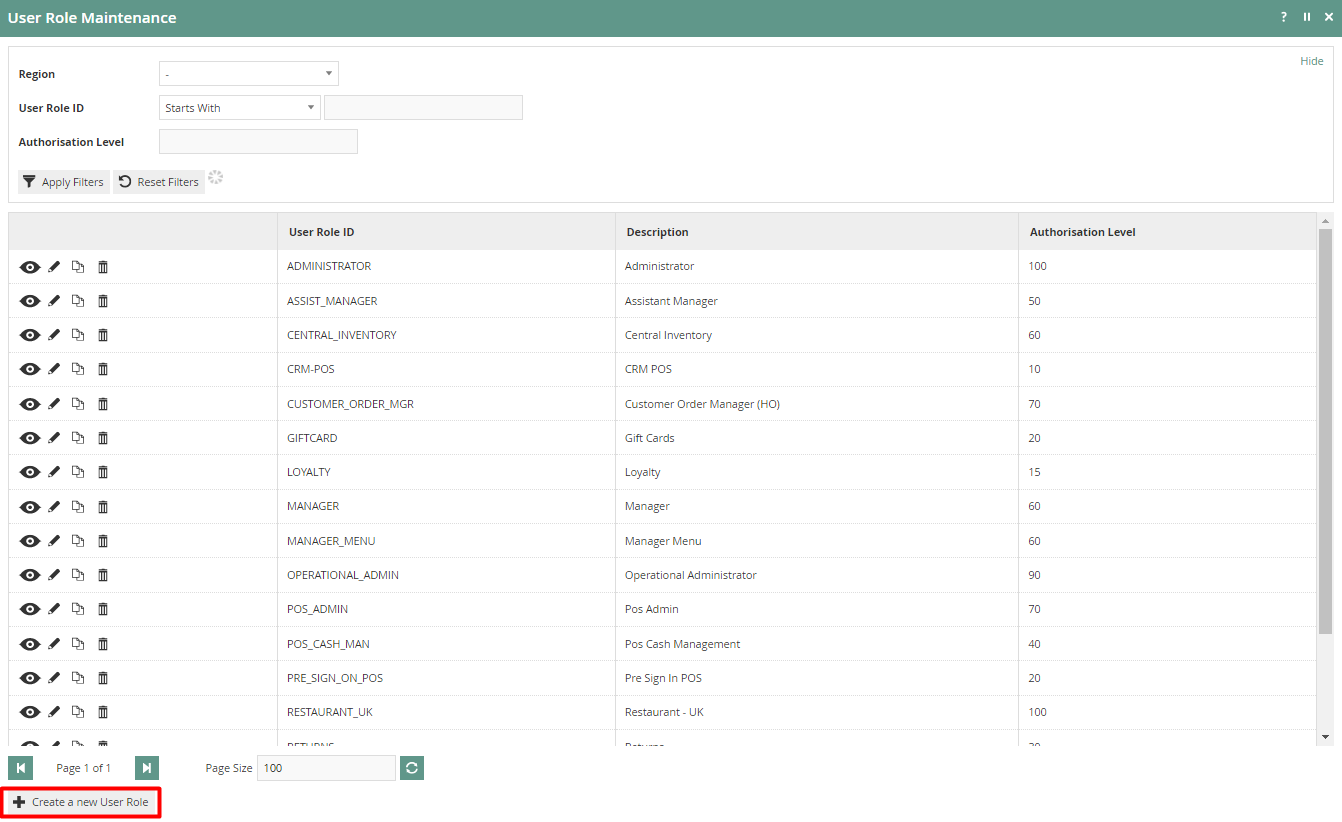 User Role Maintenance ?
Hide
Region -
User Role ID Starts With
Authorisation Level
Apply Filters Reset Filters
User Role ID Description Authorisation Level
ADMINISTRATOR Administrator 100
ASSIST_MANAGER Assistant Manager 50
CENTRAL_INVENTORY Central Inventory 60
CRM-POS CRM POS 10
CUSTOMER_ORDER_MGR Customer Order Manager (HO) 70
GIFTCARD Gift Cards 20
LOYALTY Loyalty 15
MANAGER Manager 60
MANAGER_MENU Manager Menu 60
OPERATIONAL_ADMIN Operational Administrator 90
POS_ADMIN Pos Admin 70
POS_CASH_MAN Pos Cash Management 40
PRE_SIGN_ON_POS Pre Sign In POS 20
RESTAURANT_UK Restaurant - UK 100
RETURNS Returns
Page 1 of 1 Page Size 100
Create a new User Role